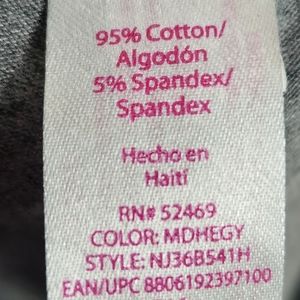 95% Cotton/
Algodón
5% Spandex/
Spandex
Hecho en
Haití
RN# 52469
COLOR: MDHEGY
STYLE: NJ36B541H
EAN/UPC 8806192397100